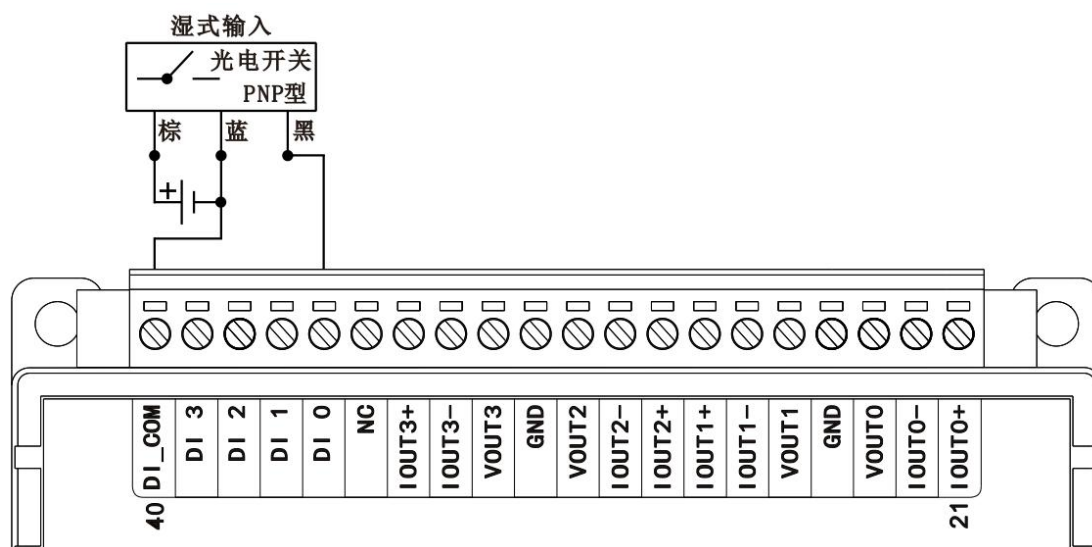 湿式输入
光电开关
PNP型
棕
蓝
黑
+
DI_COM
DI 3
DI 2
DI 1
DI 0
NC
IOUT3+
IOUT3-
VOUT3
GND
VOUT2
IOUT2-
IOUT2+
IOUT1+
IOUT1-
VOUT1
GND
VOUT0
IOUT0-
IOUT0+
40
21